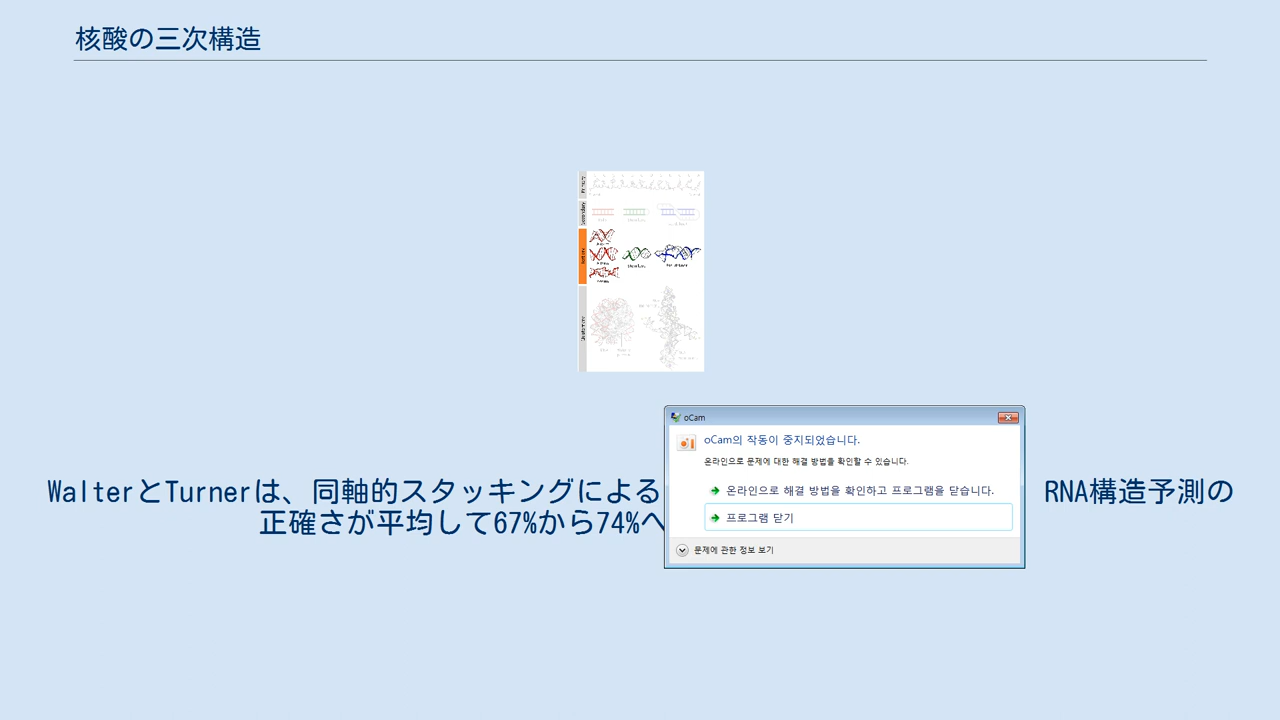 核酸の三次構造
Primary
Secondary
Tertiary
Quaternary
WalterとTurnerは、同軸的スタッキングによる
RNA構造予測の
正確さが平均して67%から74%へ
oCam
oCam의 작동이 중지되었습니다.
온라인으로 문제에 대한 해결 방법을 확인할 수 있습니다.
온라인으로 해결 방법을 확인하고 프로그램을 닫습니다.
프로그램 닫기
문제에 관한 정보 보기